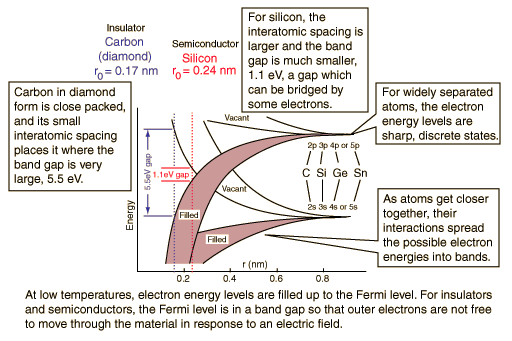 Insulator
Carbon
(diamond)
r0 = 0.17 nm
Semiconductor
Silicon
r0 = 0.24 nm
For silicon, the
interatomic spacing is
larger and the band
gap is much smaller,
1.1 eV, a gap which
can be bridged by
some electrons.
Carbon in diamond
form is close packed,
and its small
interatomic spacing
places it where the
band gap is very
large, 5.5 eV.
For widely separated
atoms, the electron
energy levels are
sharp, discrete states.
As atoms get closer
together, their
interactions spread
the possible electron
energies into bands.
Vacant
5.5eV gap
1.1eV gap
Vacant
Filled
Filled
2p 3p 4p or 5p
C Si Ge Sn
2s 3s 4s or 5s
Energy
0.2 0.4 0.6 0.8
r (nm)
At low temperatures, electron energy levels are filled up to the Fermi level. For insulators
and semiconductors, the Fermi level is in a band gap so that outer electrons are not free
to move through the material in response to an electric field.